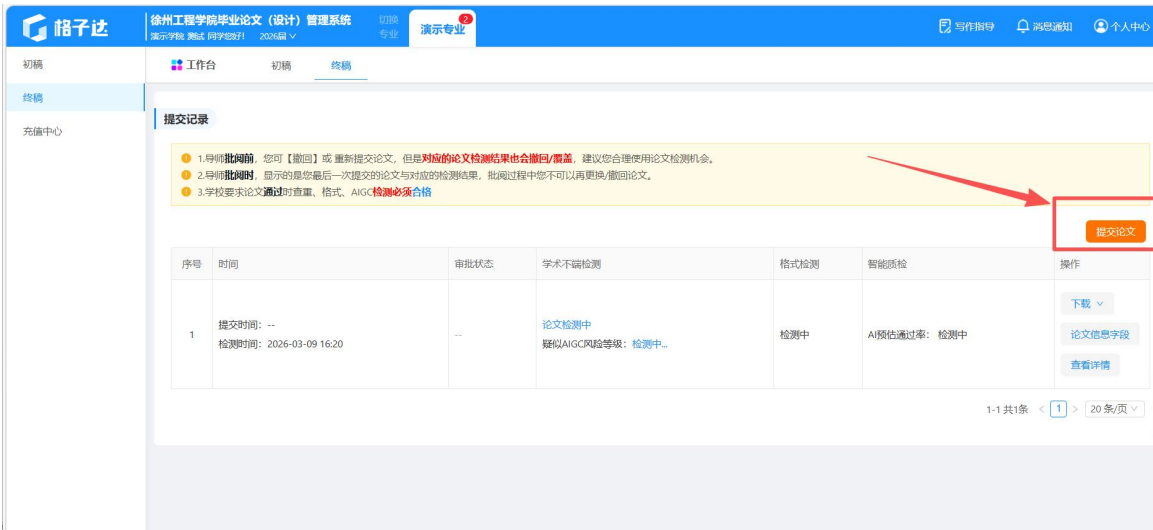 格子达
徐州工程学院毕业论文（设计）管理系统
演示学院 测试 同学您好! 2026届
切换专业
演示专业
2
写作指导
消息通知
个人中心
初稿
终稿
充值中心
工作台
初稿
终稿
提交记录
1.导师批阅前，您可【撤回】或 重新提交论文，但是对应的论文检测结果也会撤回/覆盖，建议您合理使用论文检测机会。
2.导师批阅时，显示的是您最后一次提交的论文与对应的检测结果，批阅过程中您不可以再更换/撤回论文。
3.学校要求论文通过时查重、格式、AIGC检测必须合格
提交论文
序号 时间 审批状态 学术不端检测 格式检测 智能质检 操作
1
提交时间：--
检测时间：2026-03-09 16:20
--
论文检测中
疑似AIGC风险等级：检测中...
检测中
AI预估通过率： 检测中
下载
论文信息字段
查看详情
1-1 共1条 < 1 > 20 条/页